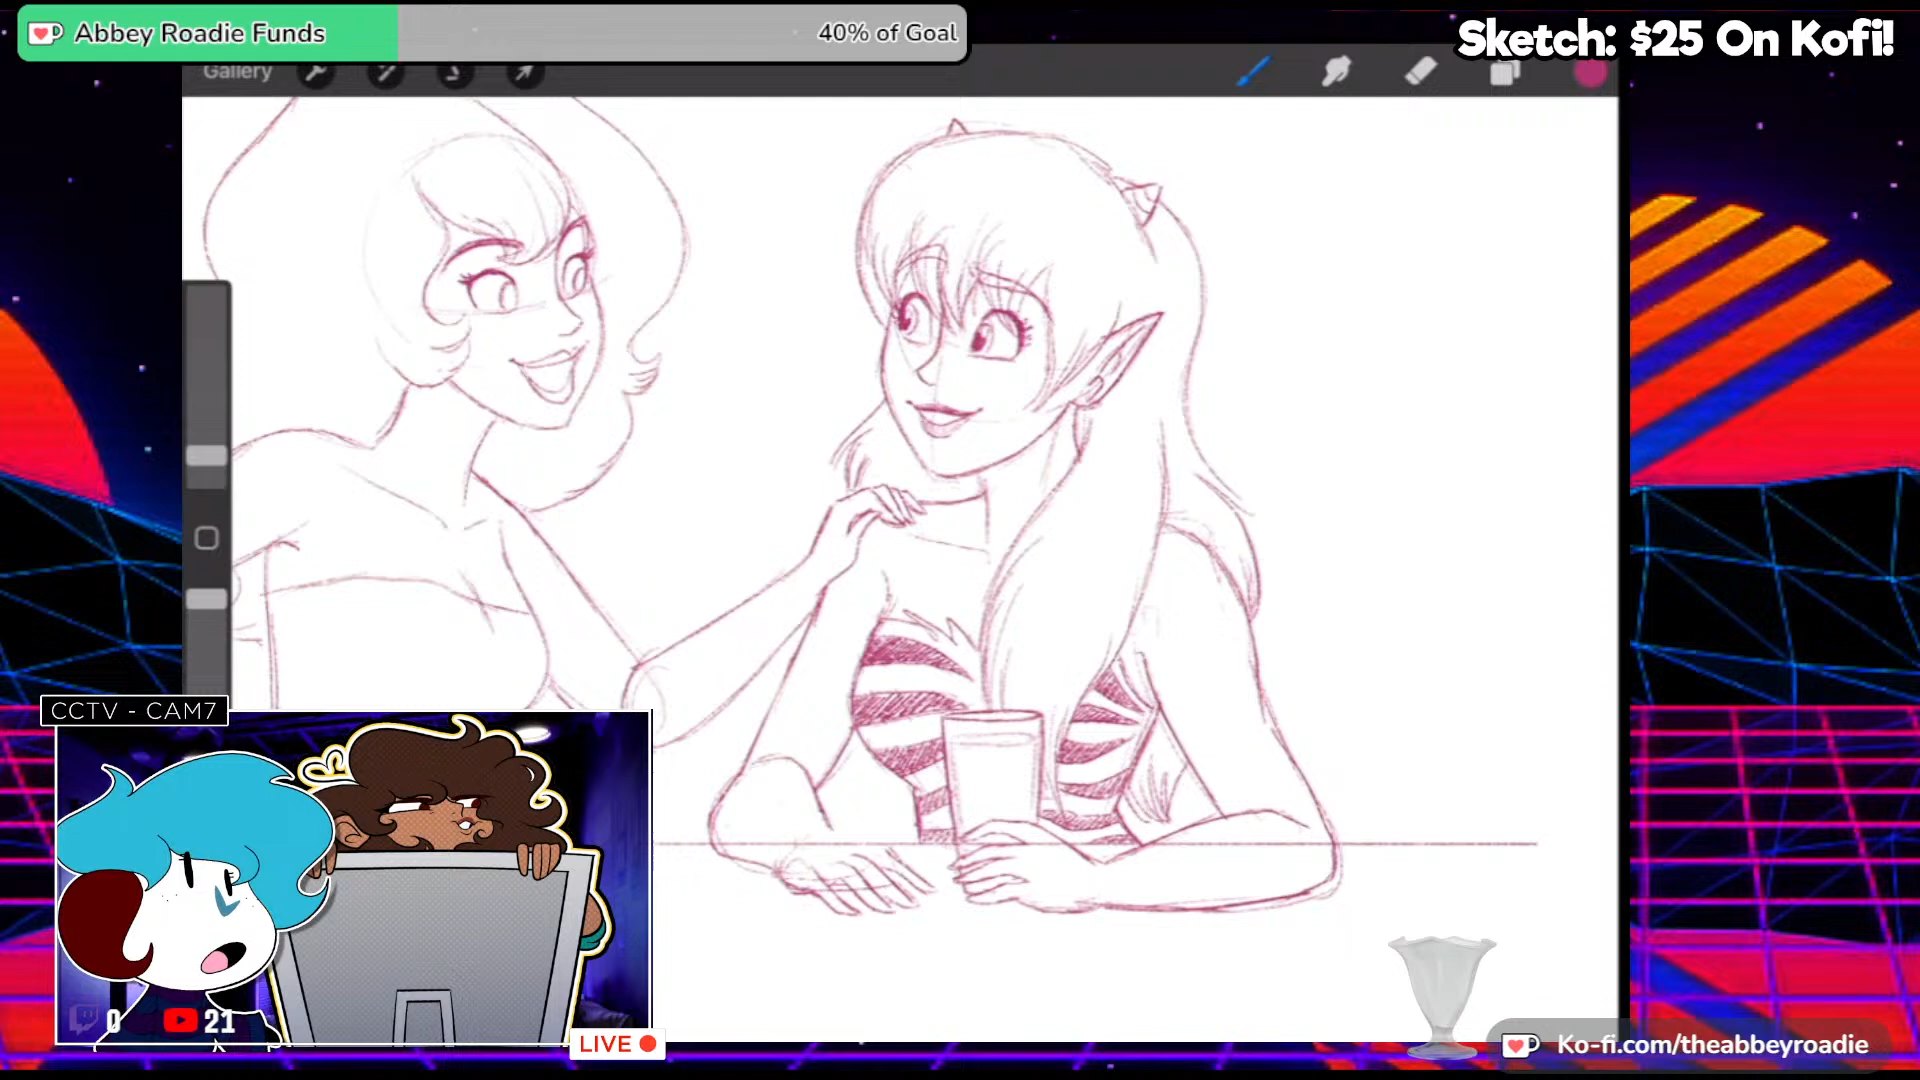 Abbey Roadie Funds
40% of Goal
Sketch: $25 On Kofi!
Gallery
CCTV - CAM7
0
21
LIVE
Ko-fi.com/theabbeyroadie